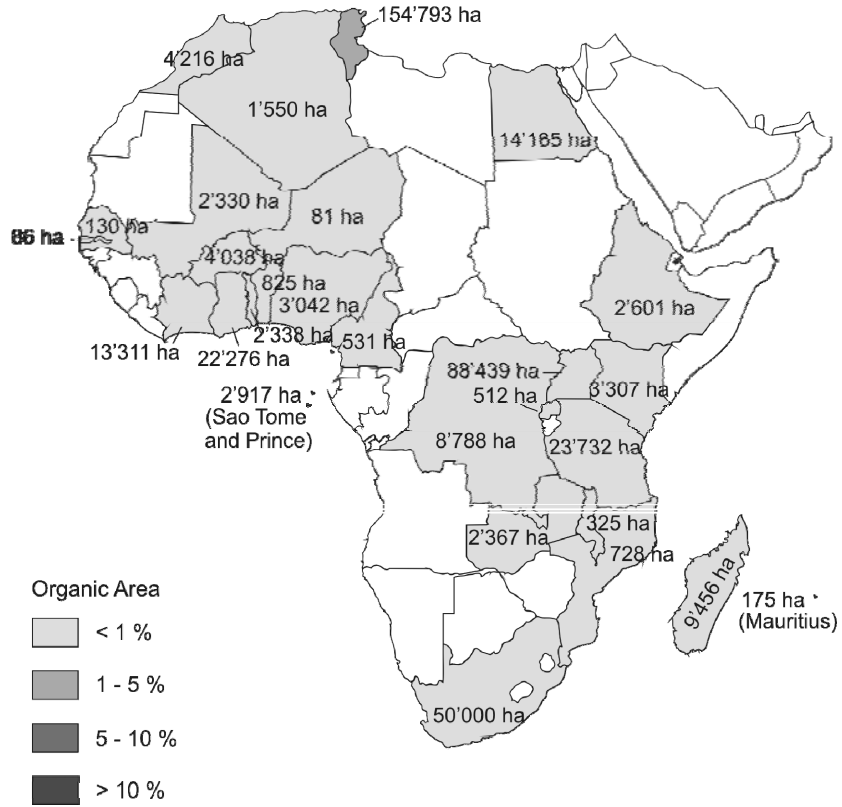 154’793 ha
4’216 ha
1’550 ha
14’165 ha
2’330 ha
81 ha
130 ha
86 ha
4’038 ha
825 ha
3’042 ha
2’601 ha
2’338 ha
531 ha
13’311 ha
22’276 ha
88’439 ha
3’307 ha
2’917 ha
(Sao Tome
and Prince)
512 ha
8’788 ha
23’732 ha
325 ha
2’367 ha
728 ha
9’456 ha
175 ha
(Mauritius)
50’000 ha
Organic Area
< 1 %
1 - 5 %
5 - 10 %
> 10 %